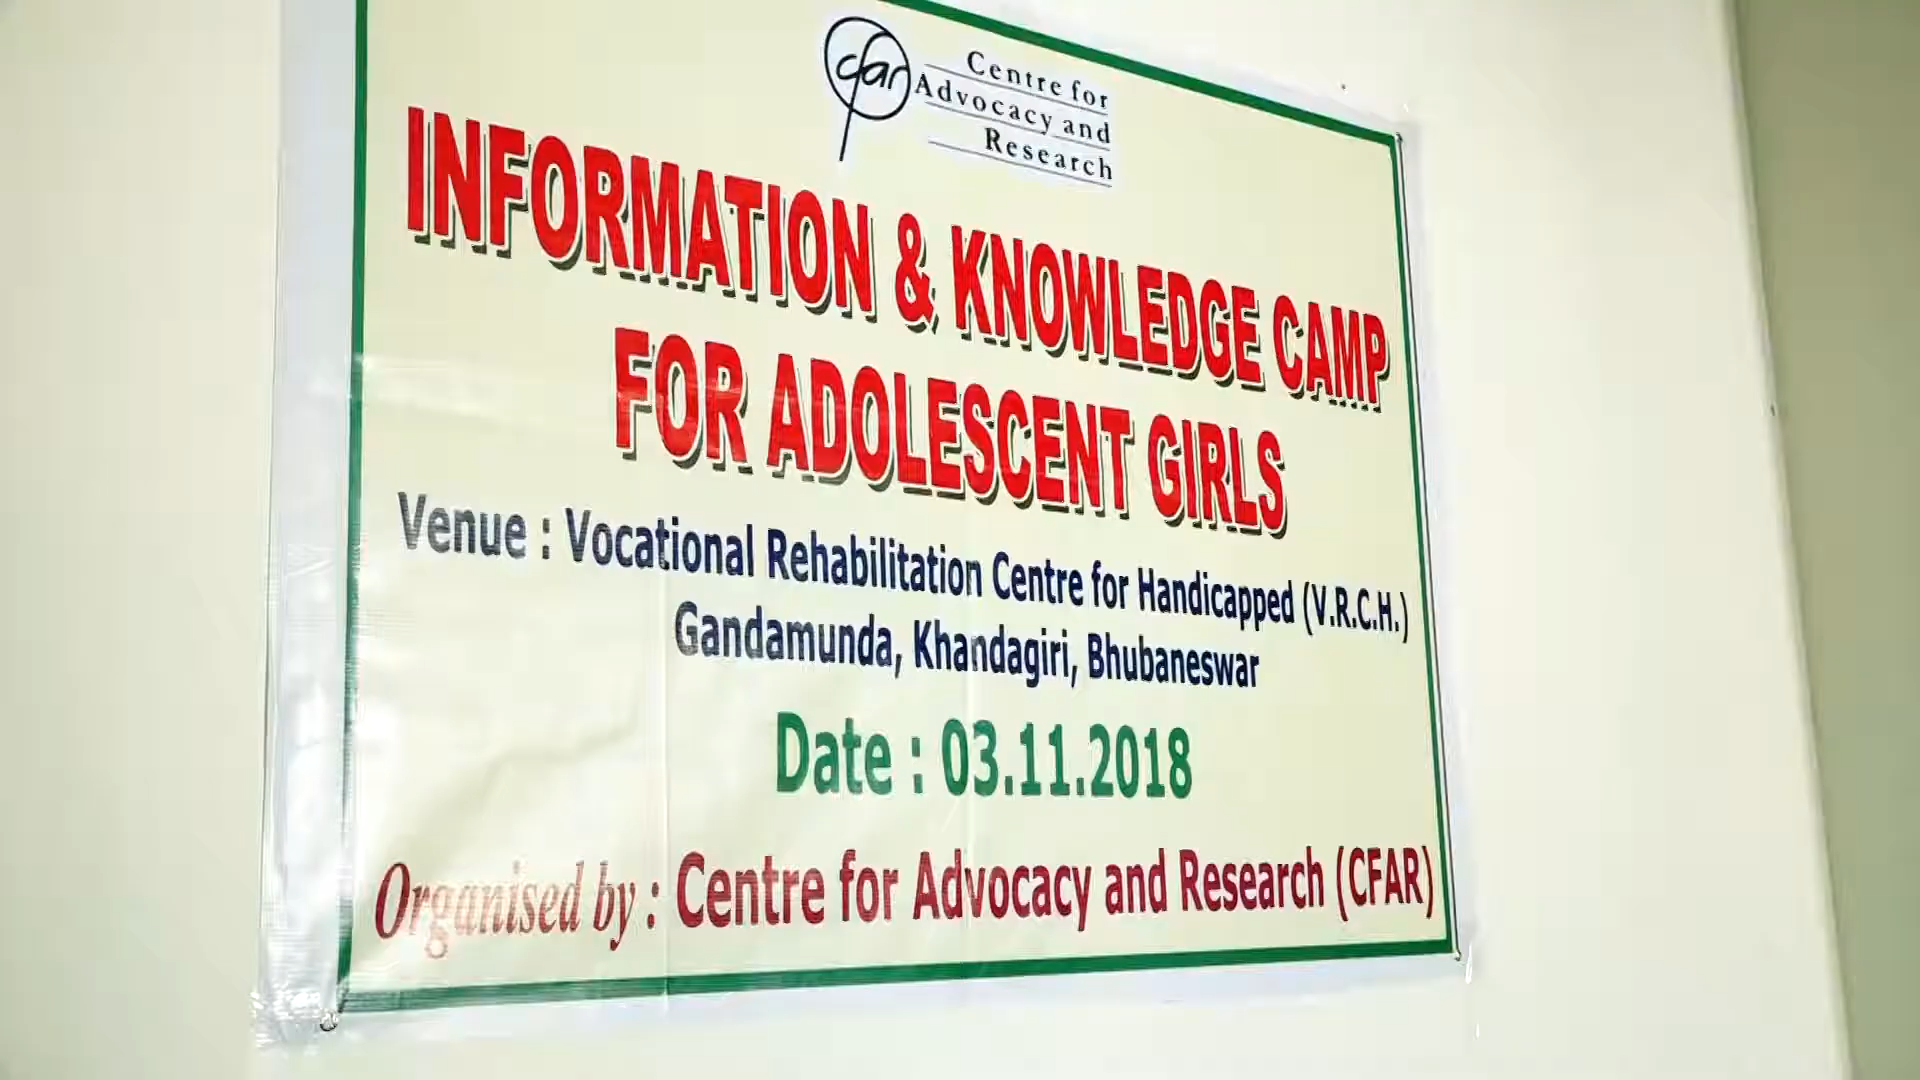 cfar
Centre for
Advocacy and
Research
INFORMATION & KNOWLEDGE CAMP
FOR ADOLESCENT GIRLS
Venue : Vocational Rehabilitation Centre for Handicapped (V.R.C.H.)
Gandamunda, Khandagiri, Bhubaneswar
Date : 03.11.2018
Organised by : Centre for Advocacy and Research (CFAR)